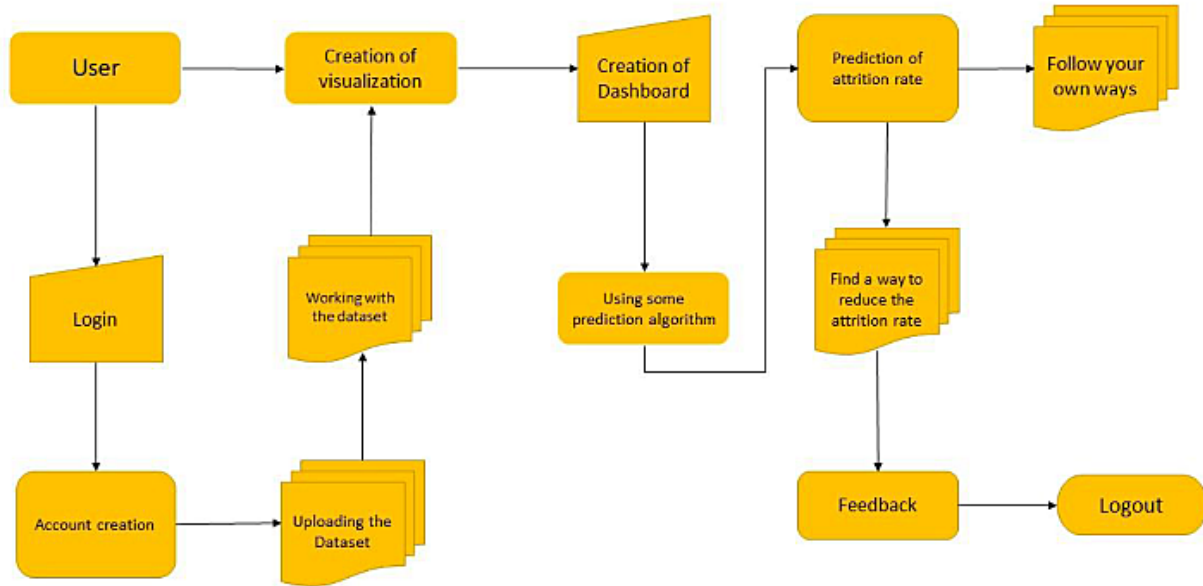 User
Creation of
visualization
Creation of
Dashboard
Prediction of
attrition rate
Follow your
own ways
Login
Working with
the dataset
Using some
prediction algorithm
Find a way to
reduce the
attrition rate
Account creation
Uploading the
Dataset
Feedback
Logout